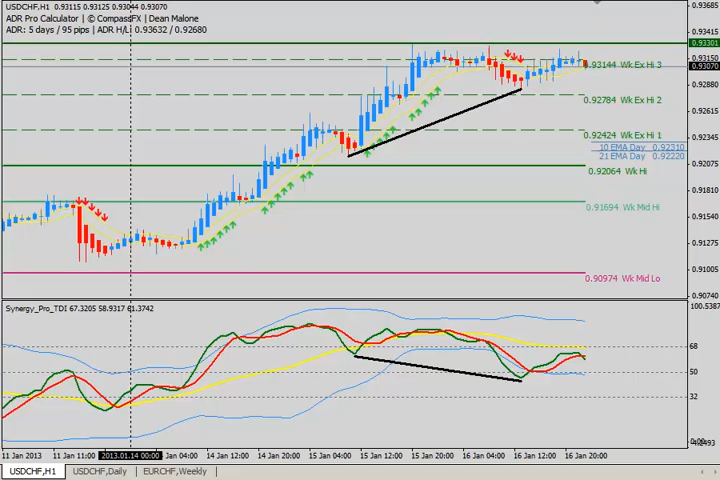 USDCHF,H1 0.93115 0.93125 0.93044 0.93070
ADR Pro Calculator | © CompassFX | Dean Malone
ADR: 5 days / 95 pips | ADR H/L: 0.93632 / 0.92680
0.93685
0.93415
0.93301
0.93150
0.93070
0.92880
0.92615
0.92345
0.92075
0.91810
0.91540
0.91275
0.91005
0.90740
0.93144 Wk Ex Hi 3
0.92784 Wk Ex Hi 2
0.92424 Wk Ex Hi 1
10 EMA Day 0.92231
21 EMA Day 0.92220
0.92064 Wk Hi
0.91694 Wk Mid Hi
0.90974 Wk Mid Lo
Synergy_Pro_TDI 67.3205 58.9317 61.3742
100.5387
68
50
32
11 Jan 2013
11 Jan 11:00
2013.01.14 00:00
Jan 04:00
14 Jan 12:00
14 Jan 20:00
15 Jan 04:00
15 Jan 12:00
15 Jan 20:00
16 Jan 04:00
16 Jan 12:00
16 Jan 20:00
USDCHF,H1
USDCHF,Daily
EURCHF,Weekly